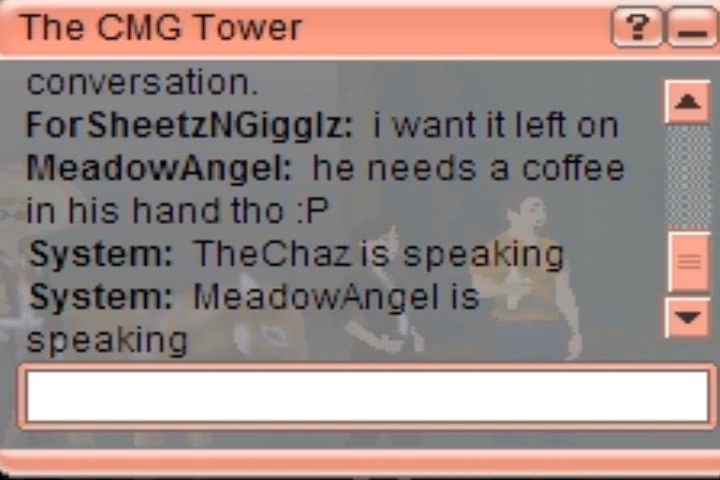 The CMG Tower
?
conversation.
ForSheetzNGigglz: i want it left on
MeadowAngel: he needs a coffee
in his hand tho :P
System: TheChaz is speaking
System: MeadowAngel is
speaking